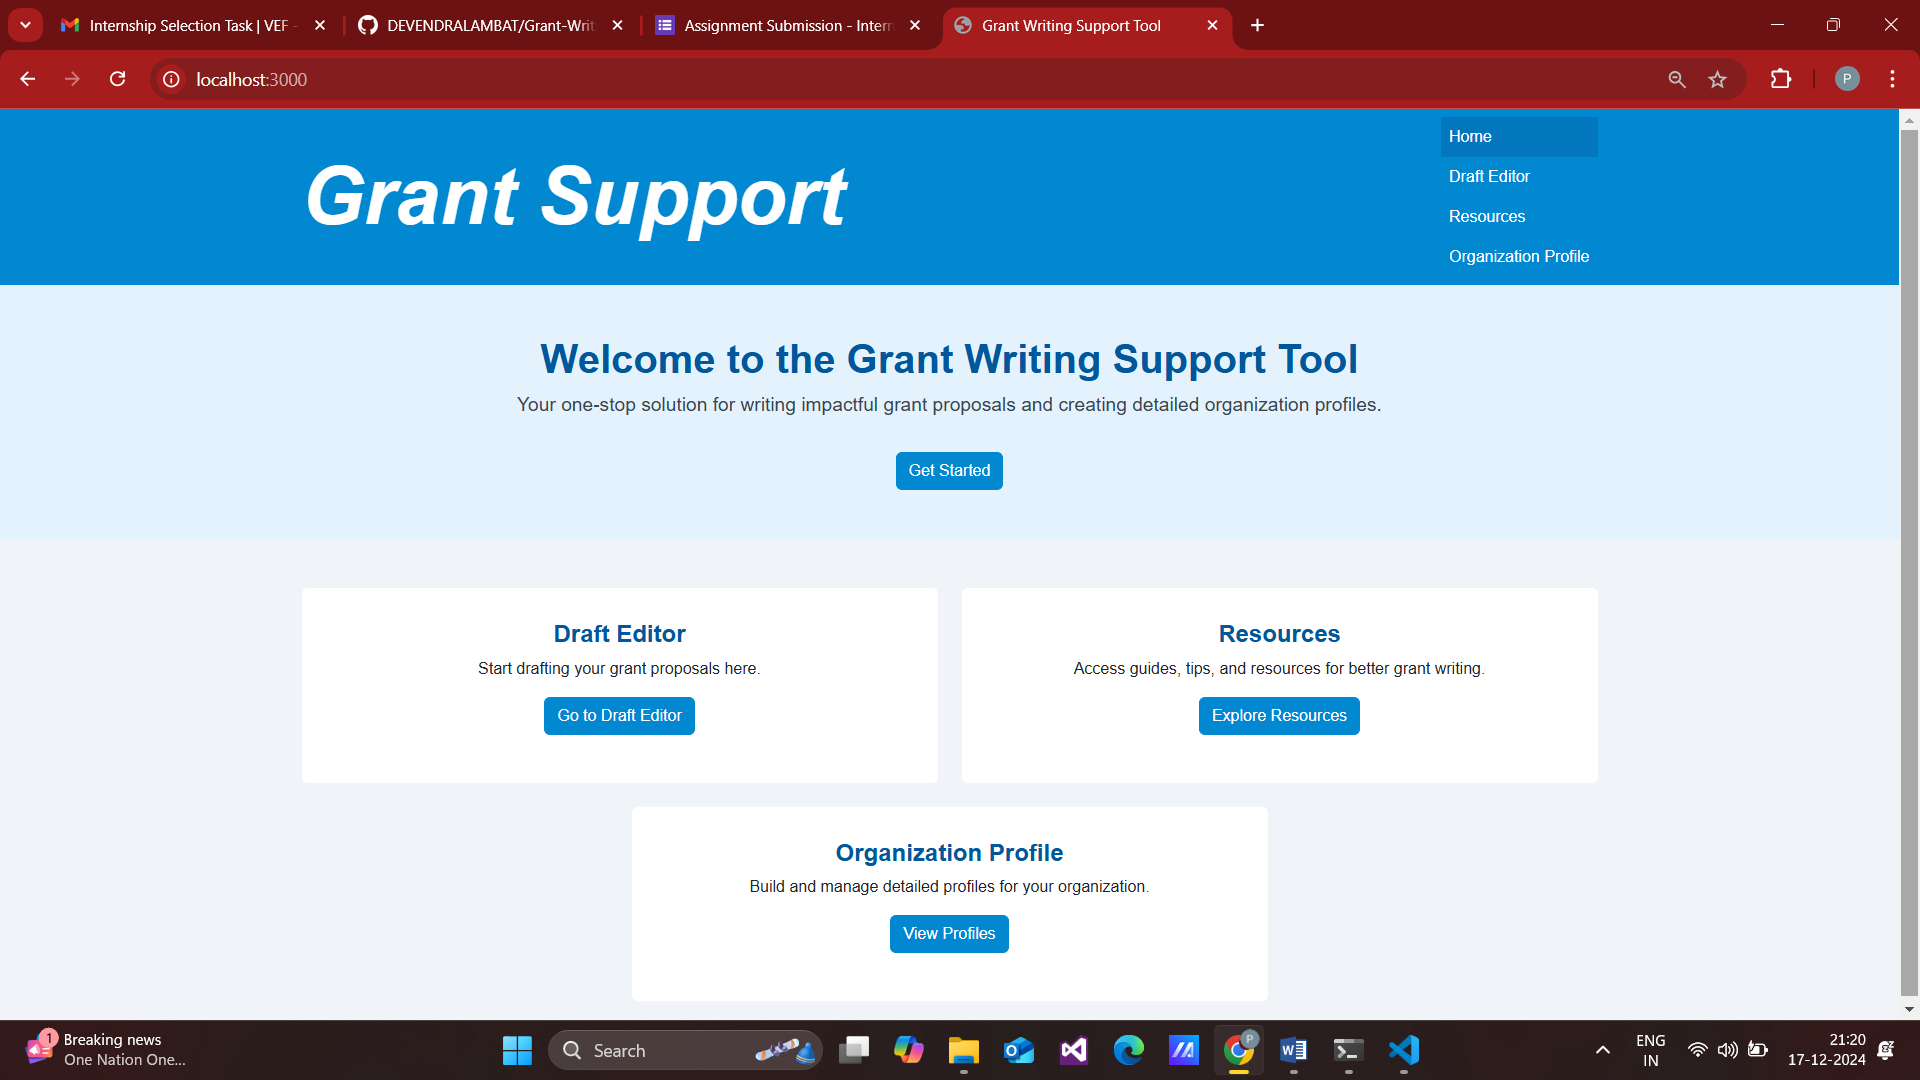 Internship Selection Task | VEF -
DEVENDRALAMBAT/Grant-Writ
Assignment Submission - Intern
Grant Writing Support Tool
localhost:3000
P
Grant Support
Home
Draft Editor
Resources
Organization Profile
Welcome to the Grant Writing Support Tool
Your one-stop solution for writing impactful grant proposals and creating detailed organization profiles.
Get Started
Draft Editor
Start drafting your grant proposals here.
Go to Draft Editor
Resources
Access guides, tips, and resources for better grant writing.
Explore Resources
Organization Profile
Build and manage detailed profiles for your organization.
View Profiles
1
Breaking news
One Nation One...
Search
P
ENG
IN
21:20
17-12-2024